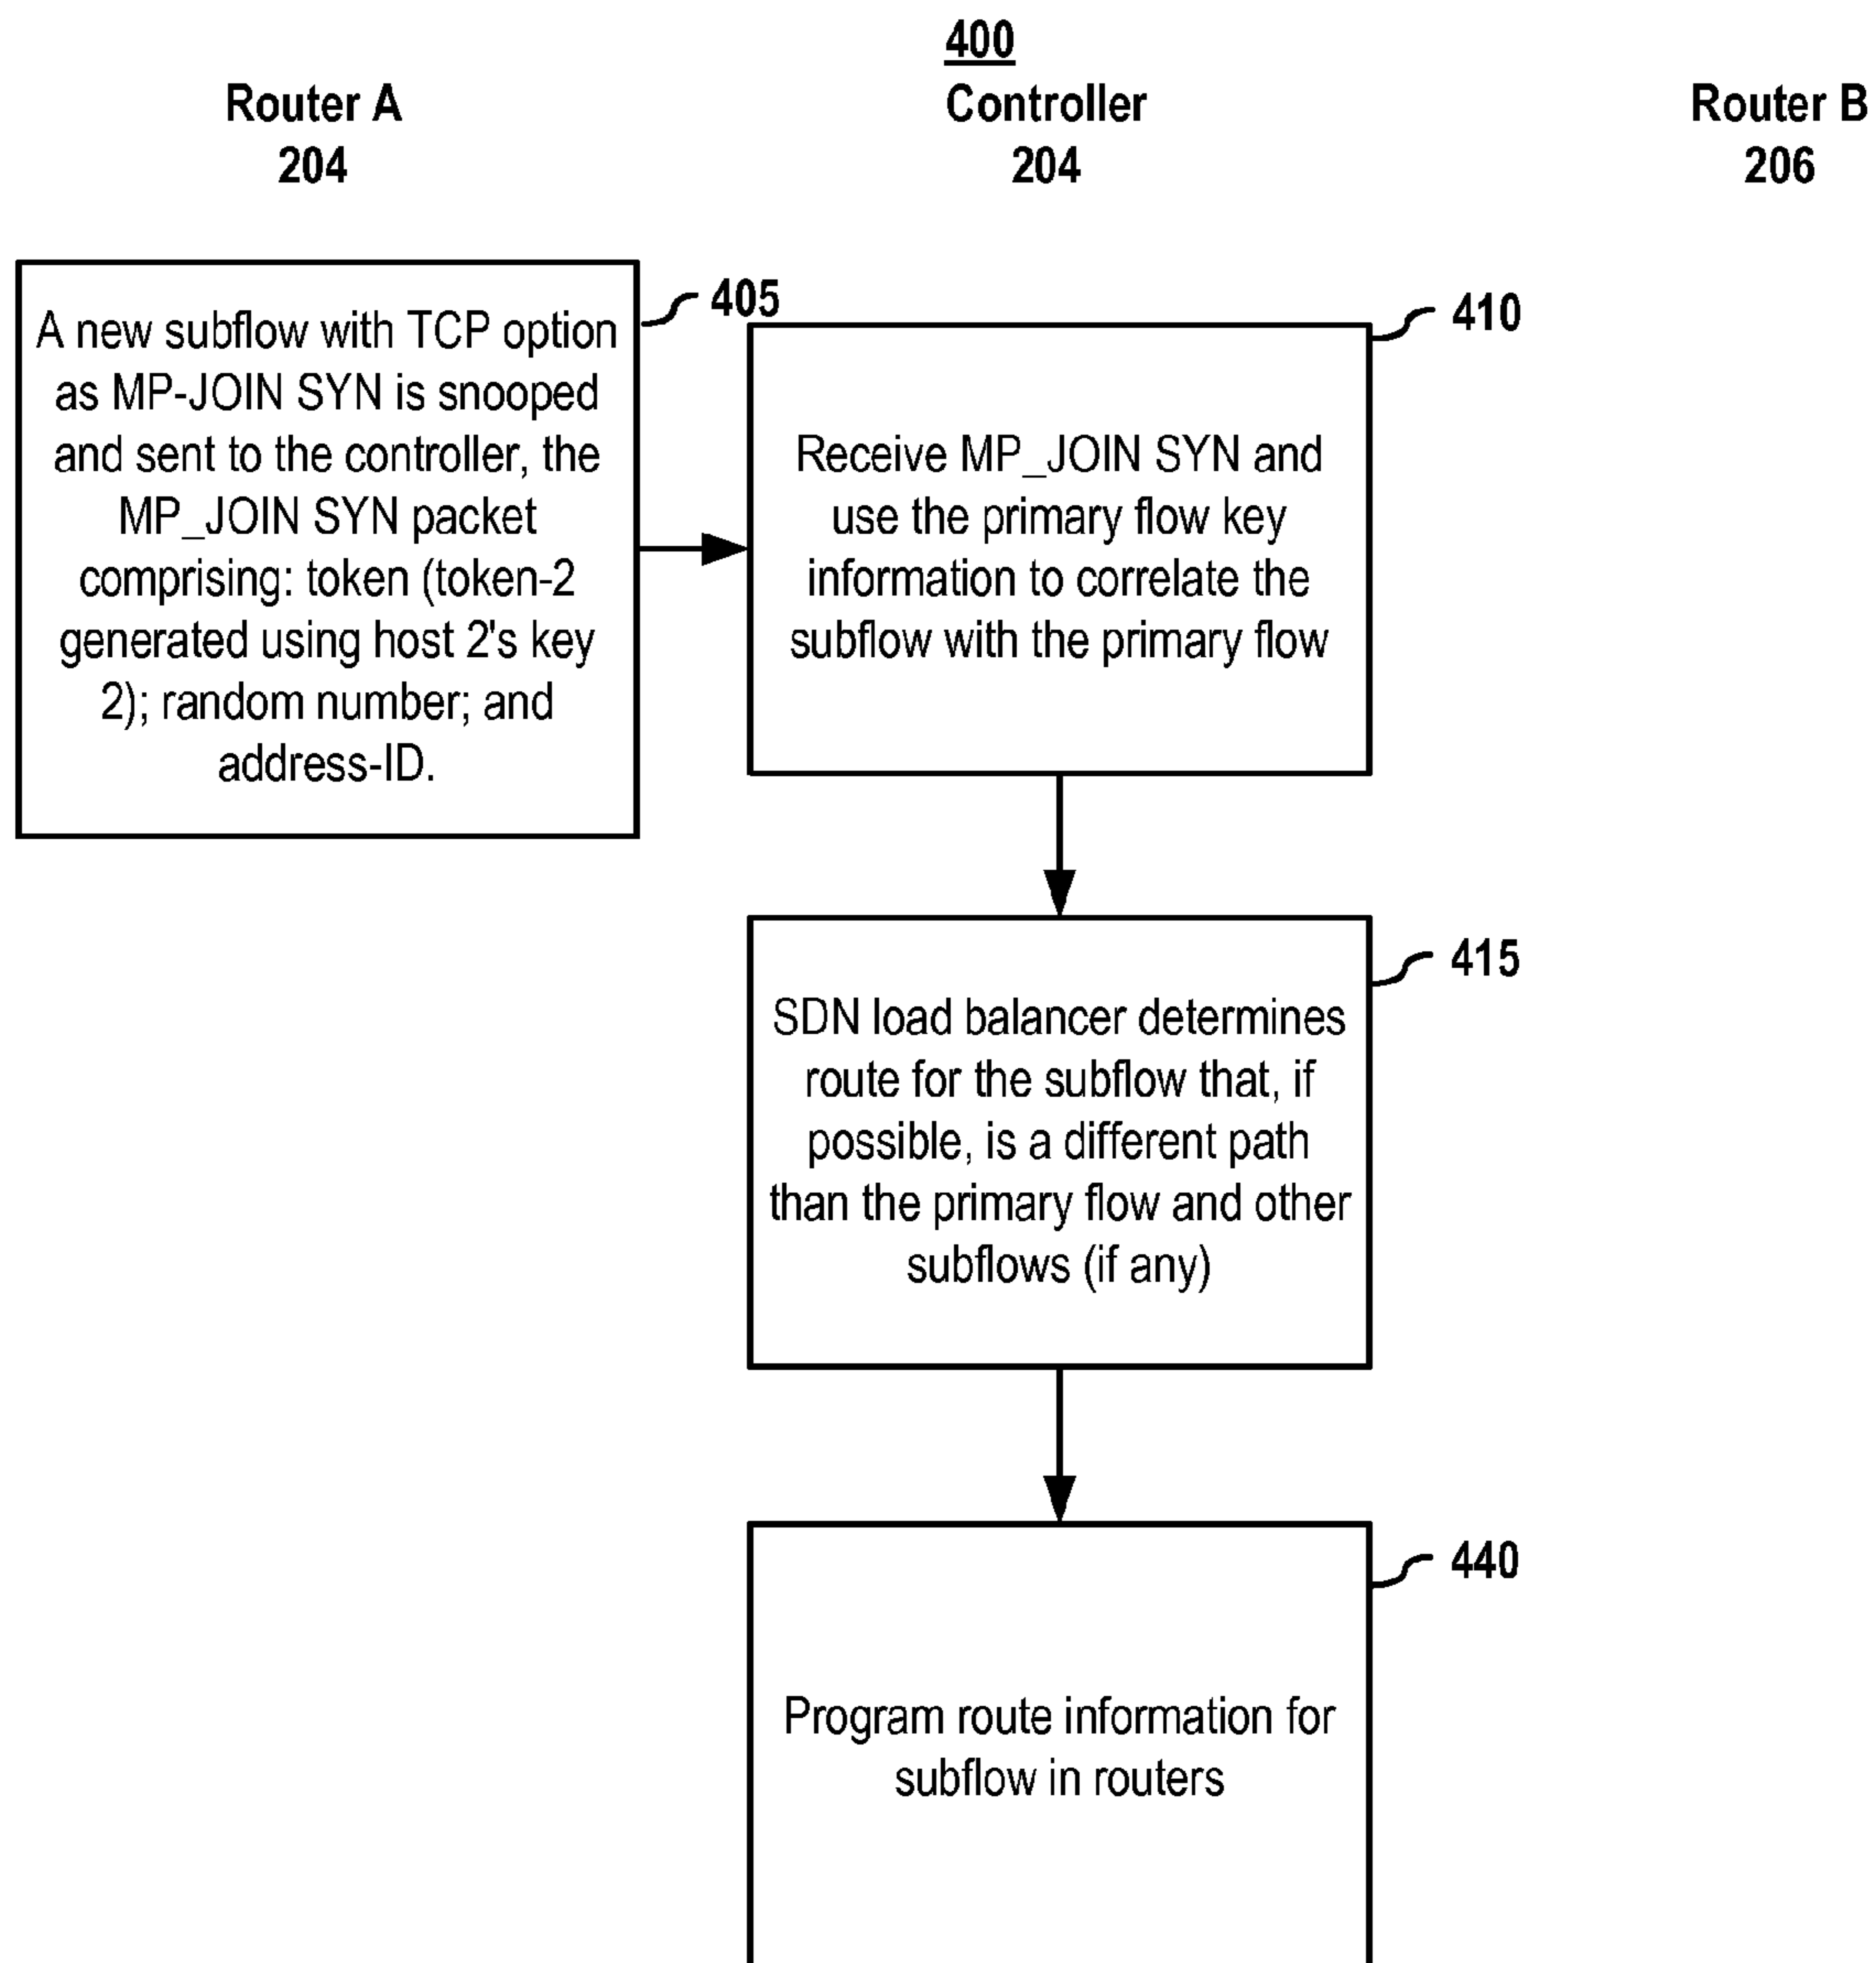 400
Router A
204
Controller
204
Router B
206
405
A new subflow with TCP option
as MP-JOIN SYN is snooped
and sent to the controller, the
MP_JOIN SYN packet
comprising: token (token-2
generated using host 2's key
2); random number; and
address-ID.
410
Receive MP_JOIN SYN and
use the primary flow key
information to correlate the
subflow with the primary flow
415
SDN load balancer determines
route for the subflow that, if
possible, is a different path
than the primary flow and other
subflows (if any)
440
Program route information for
subflow in routers